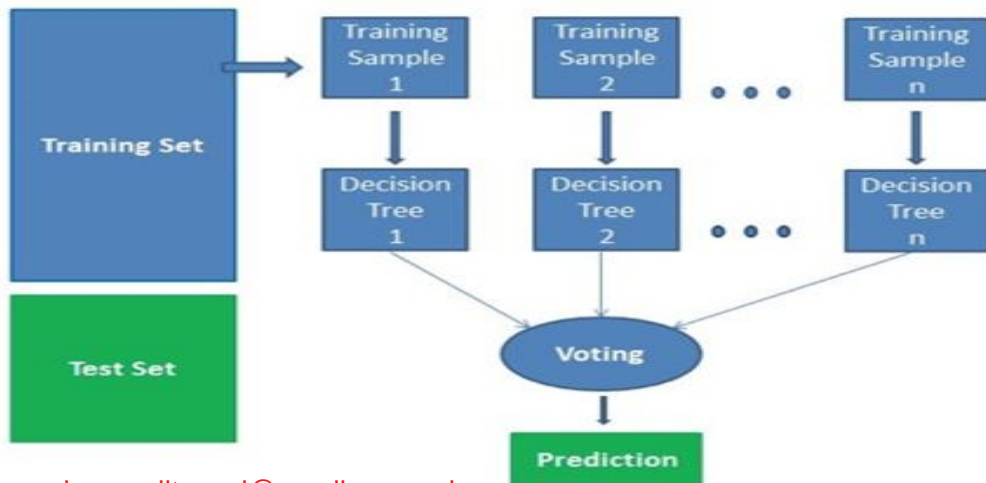 Training Set
Test Set
Training
Sample
1
Training
Sample
2
Training
Sample
n
Decision
Tree
1
Decision
Tree
2
Decision
Tree
n
Voting
Prediction